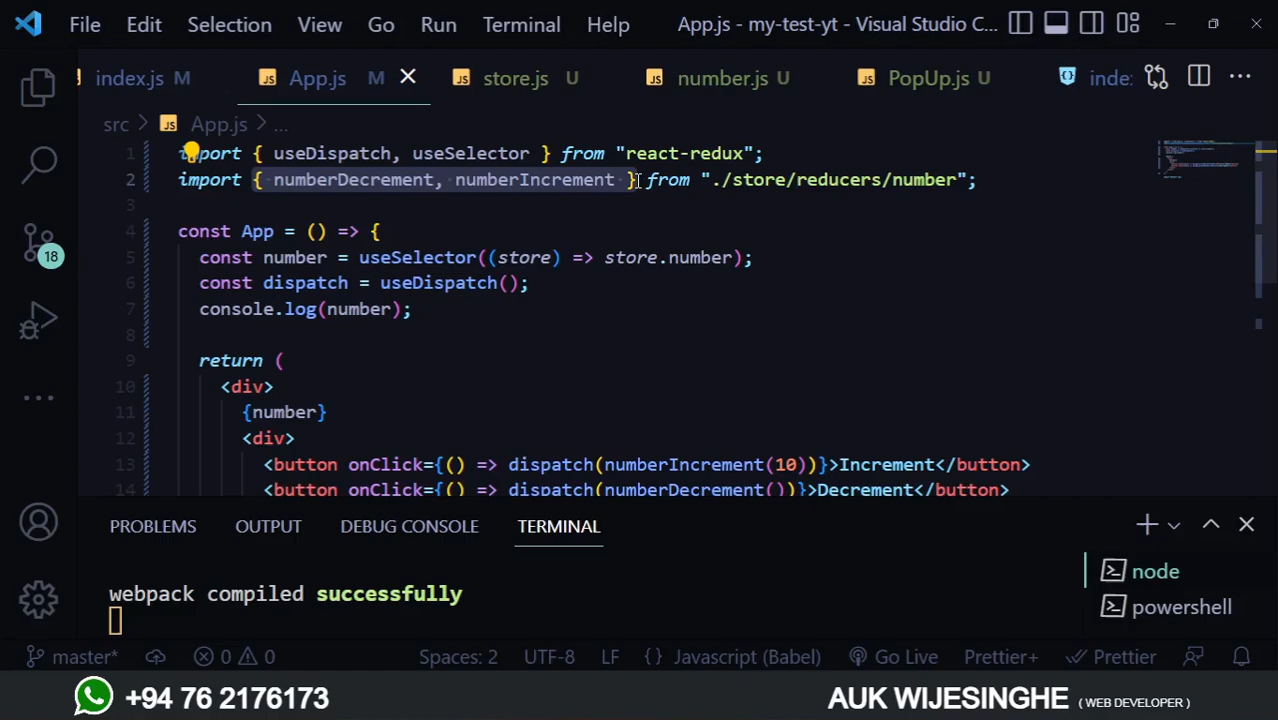 File Edit Selection View Go Run Terminal Help App.js - my-test-yt - Visual Studio C...
index.js M App.js M store.js U number.js U PopUp.js U inde:
src > App.js > ...
1 import { useDispatch, useSelector } from "react-redux";
2 import { numberDecrement, numberIncrement } from "./store/reducers/number";
3
4 const App = () => {
5 const number = useSelector((store) => store.number);
6 const dispatch = useDispatch();
7 console.log(number);
8
9 return (
10 <div>
11 {number}
12 <div>
13 <button onClick={() => dispatch(numberIncrement(10))}>Increment</button>
14 <button onClick={() => dispatch(numberDecrement())}>Decrement</button>
18
PROBLEMS OUTPUT DEBUG CONSOLE TERMINAL
webpack compiled successfully
node
powershell
master* 0 0 Spaces: 2 UTF-8 LF {} Javascript (Babel) Go Live Prettier+ Prettier
+94 76 2176173 AUK WIJESINGHE ( WEB DEVELOPER )